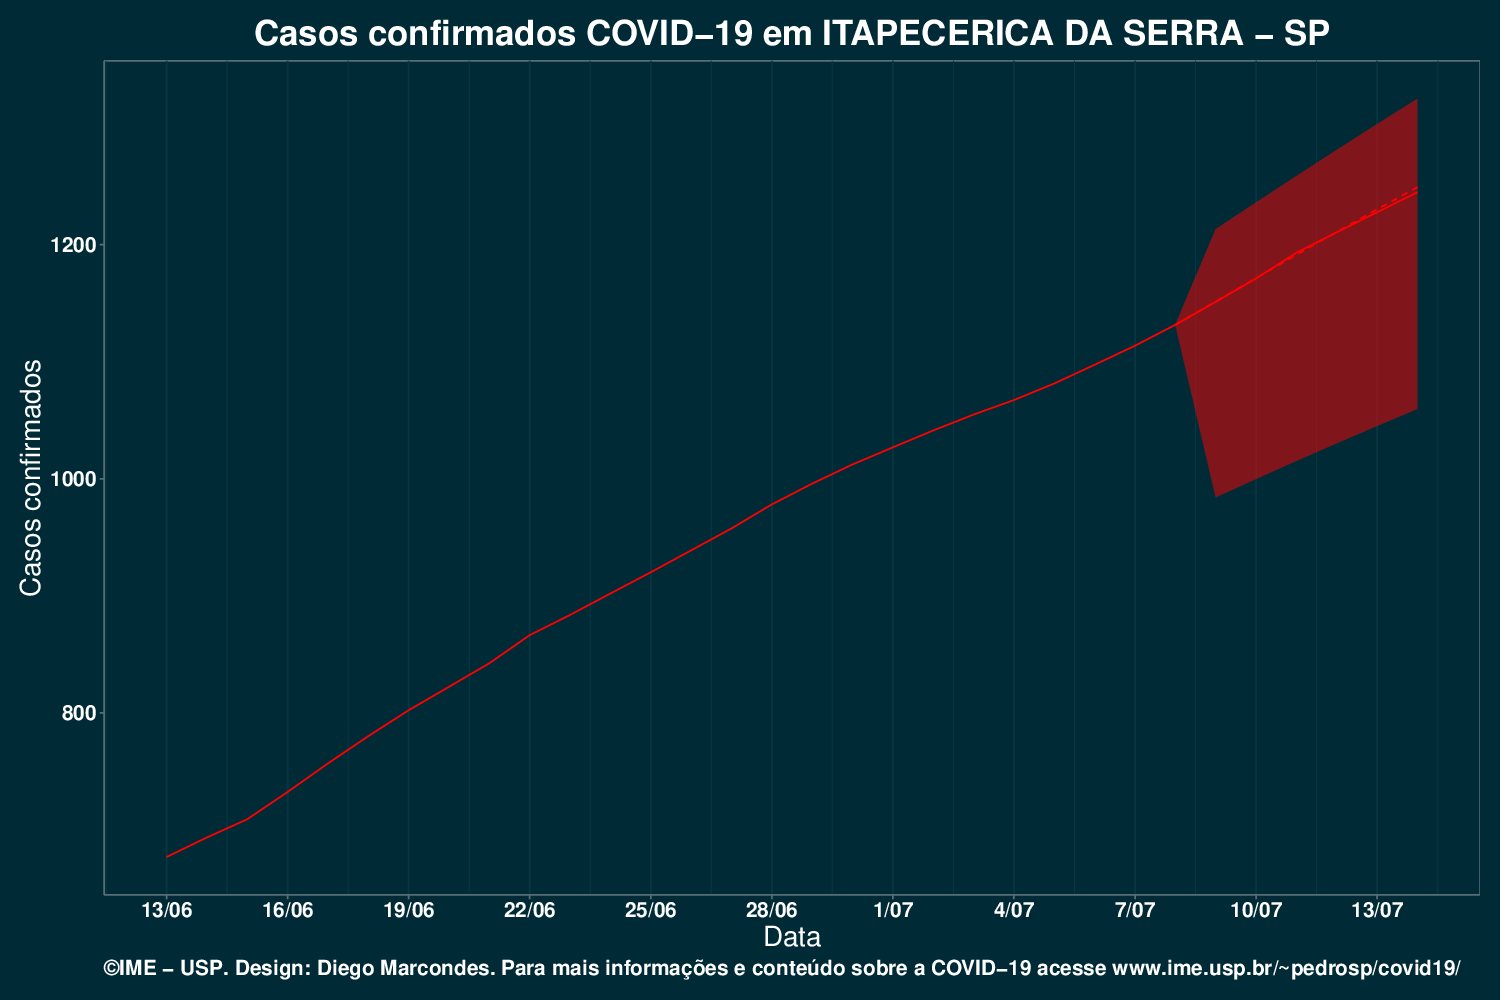 Casos confirmados COVID−19 em ITAPECERICA DA SERRA − SP
Casos confirmados
1200
1000
800
13/06 16/06 19/06 22/06 25/06 28/06 1/07 4/07 7/07 10/07 13/07
Data
©IME − USP. Design: Diego Marcondes. Para mais informações e conteúdo sobre a COVID−19 acesse www.ime.usp.br/~pedrosp/covid19/